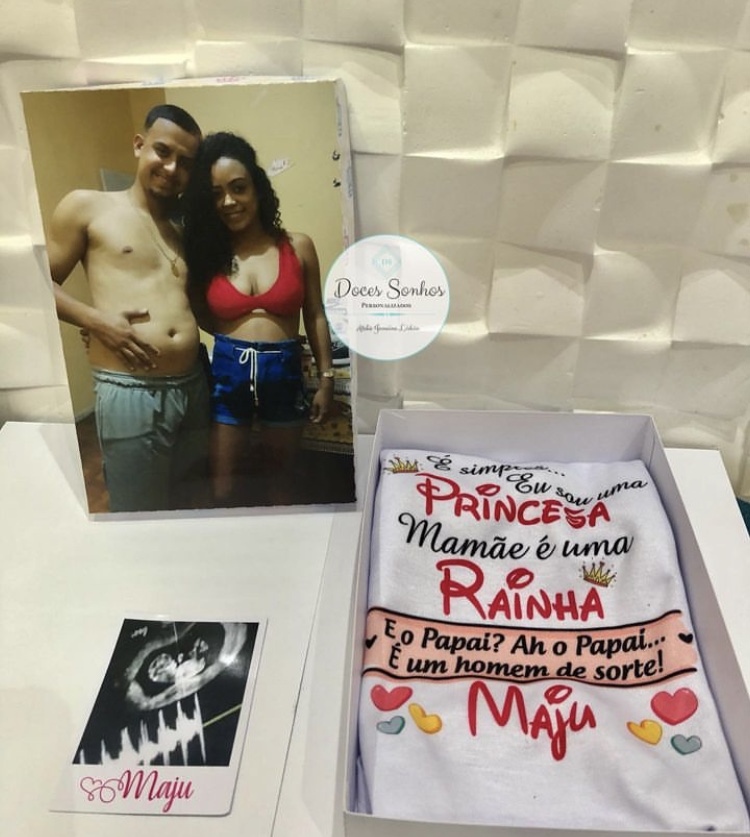 Doces Sonhos
PERSONALIZADOS
É simples...
Eu sou uma
PRINCESA
Mamãe é uma
RAINHA
E o Papai? Ah o Papai...
É um homem de sorte!
Maju
Maju